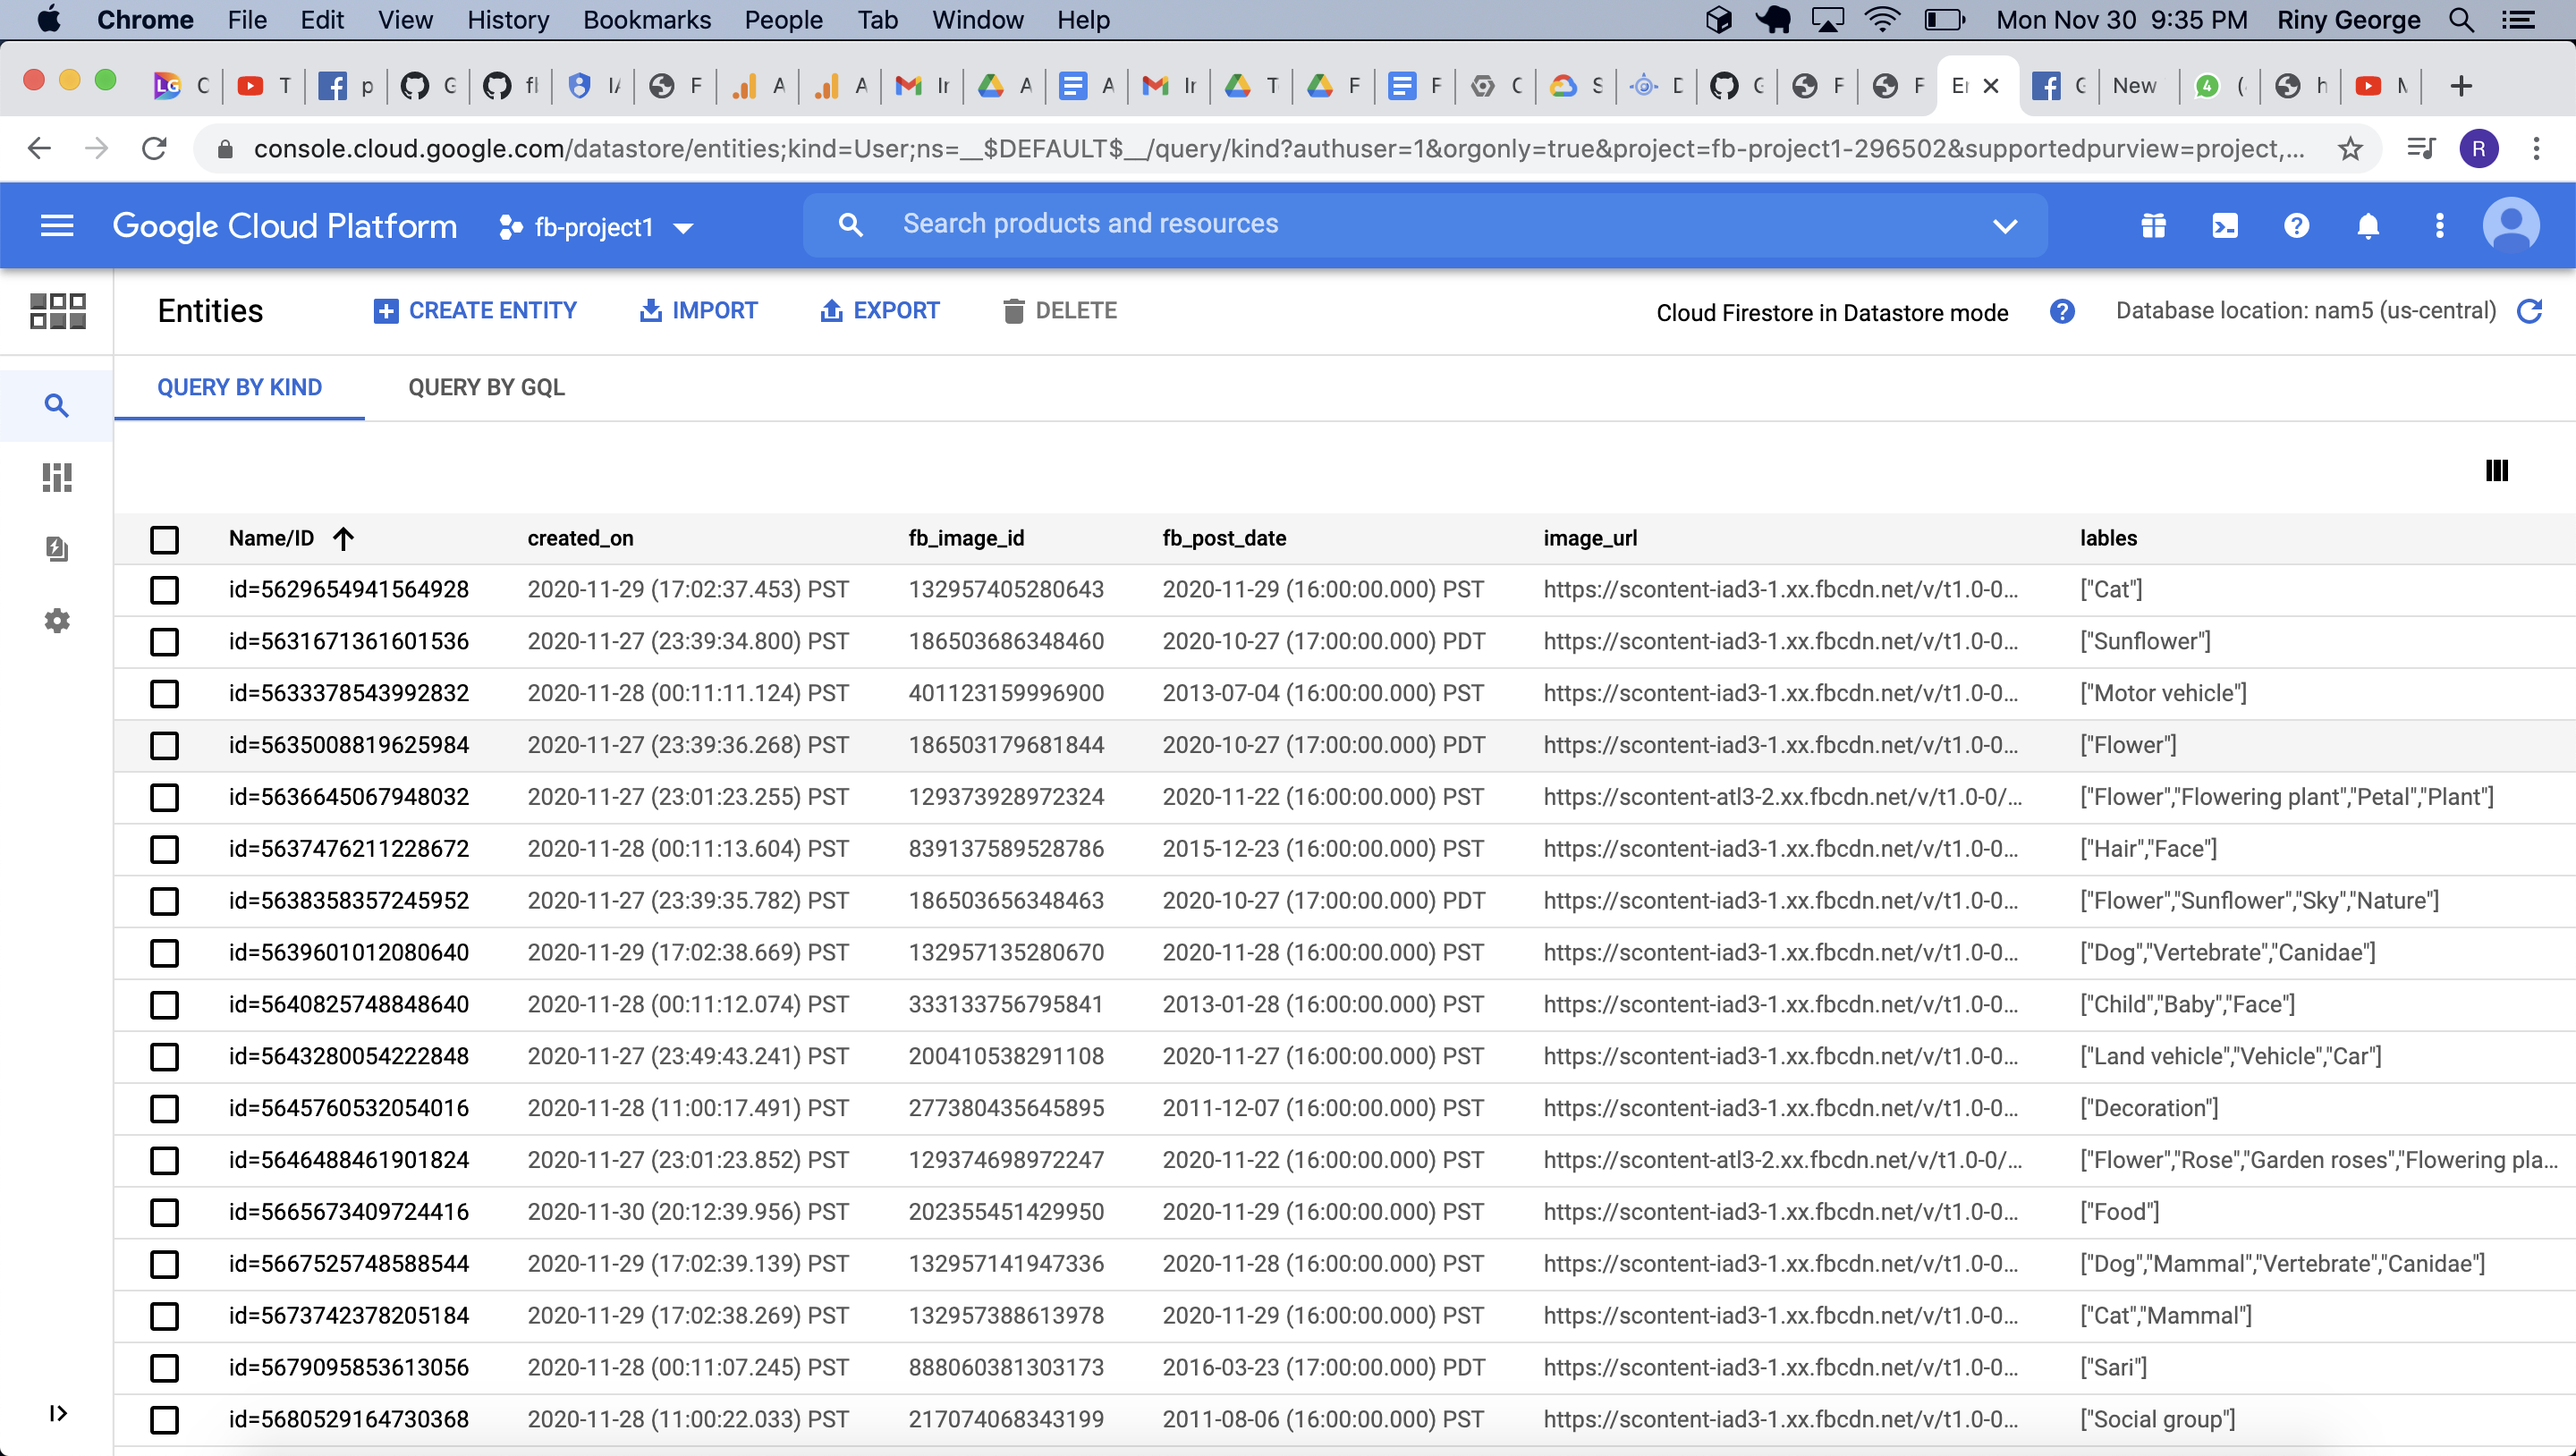 Chrome File Edit View History Bookmarks People Tab Window Help Mon Nov 30 9:35 PM Riny George
LG C T f p G fl IA F A A Ir A A Ir T F F C S D G F F Er f G New 4 (4 h M
console.cloud.google.com/datastore/entities;kind=User;ns=__$DEFAULT$__/query/kind?authuser=1&orgonly=true&project=fb-project1-296502&supportedpurview=project,... R
Google Cloud Platform fb-project1 Search products and resources
Entities CREATE ENTITY IMPORT EXPORT DELETE Cloud Firestore in Datastore mode Database location: nam5 (us-central)
QUERY BY KIND QUERY BY GQL
Name/ID created_on fb_image_id fb_post_date image_url lables
id=5629654941564928 2020-11-29 (17:02:37.453) PST 132957405280643 2020-11-29 (16:00:00.000) PST https://scontent-iad3-1.xx.fbcdn.net/v/t1.0-0... ["Cat"]
id=5631671361601536 2020-11-27 (23:39:34.800) PST 186503686348460 2020-10-27 (17:00:00.000) PDT https://scontent-iad3-1.xx.fbcdn.net/v/t1.0-0... ["Sunflower"]
id=5633378543992832 2020-11-28 (00:11:11.124) PST 401123159996900 2013-07-04 (16:00:00.000) PST https://scontent-iad3-1.xx.fbcdn.net/v/t1.0-0... ["Motor vehicle"]
id=5635008819625984 2020-11-27 (23:39:36.268) PST 186503179681844 2020-10-27 (17:00:00.000) PDT https://scontent-iad3-1.xx.fbcdn.net/v/t1.0-0... ["Flower"]
id=5636645067948032 2020-11-27 (23:01:23.255) PST 129373928972324 2020-11-22 (16:00:00.000) PST https://scontent-atl3-2.xx.fbcdn.net/v/t1.0-0/... ["Flower","Flowering plant","Petal","Plant"]
id=5637476211228672 2020-11-28 (00:11:13.604) PST 839137589528786 2015-12-23 (16:00:00.000) PST https://scontent-iad3-1.xx.fbcdn.net/v/t1.0-0... ["Hair","Face"]
id=5638358357245952 2020-11-27 (23:39:35.782) PST 186503656348463 2020-10-27 (17:00:00.000) PDT https://scontent-iad3-1.xx.fbcdn.net/v/t1.0-0... ["Flower","Sunflower","Sky","Nature"]
id=5639601012080640 2020-11-29 (17:02:38.669) PST 132957135280670 2020-11-28 (16:00:00.000) PST https://scontent-iad3-1.xx.fbcdn.net/v/t1.0-0... ["Dog","Vertebrate","Canidae"]
id=5640825748848640 2020-11-28 (00:11:12.074) PST 333133756795841 2013-01-28 (16:00:00.000) PST https://scontent-iad3-1.xx.fbcdn.net/v/t1.0-0... ["Child","Baby","Face"]
id=5643280054222848 2020-11-27 (23:49:43.241) PST 200410538291108 2020-11-27 (16:00:00.000) PST https://scontent-iad3-1.xx.fbcdn.net/v/t1.0-0... ["Land vehicle","Vehicle","Car"]
id=5645760532054016 2020-11-28 (11:00:17.491) PST 277380435645895 2011-12-07 (16:00:00.000) PST https://scontent-iad3-1.xx.fbcdn.net/v/t1.0-0... ["Decoration"]
id=5646488461901824 2020-11-27 (23:01:23.852) PST 129374698972247 2020-11-22 (16:00:00.000) PST https://scontent-atl3-2.xx.fbcdn.net/v/t1.0-0/... ["Flower","Rose","Garden roses","Flowering pla...
id=5665673409724416 2020-11-30 (20:12:39.956) PST 202355451429950 2020-11-29 (16:00:00.000) PST https://scontent-iad3-1.xx.fbcdn.net/v/t1.0-0... ["Food"]
id=5667525748588544 2020-11-29 (17:02:39.139) PST 132957141947336 2020-11-28 (16:00:00.000) PST https://scontent-iad3-1.xx.fbcdn.net/v/t1.0-0... ["Dog","Mammal","Vertebrate","Canidae"]
id=5673742378205184 2020-11-29 (17:02:38.269) PST 132957388613978 2020-11-29 (16:00:00.000) PST https://scontent-iad3-1.xx.fbcdn.net/v/t1.0-0... ["Cat","Mammal"]
id=5679095853613056 2020-11-28 (00:11:07.245) PST 888060381303173 2016-03-23 (17:00:00.000) PDT https://scontent-iad3-1.xx.fbcdn.net/v/t1.0-0... ["Sari"]
id=5680529164730368 2020-11-28 (11:00:22.033) PST 217074068343199 2011-08-06 (16:00:00.000) PST https://scontent-iad3-1.xx.fbcdn.net/v/t1.0-0... ["Social group"]